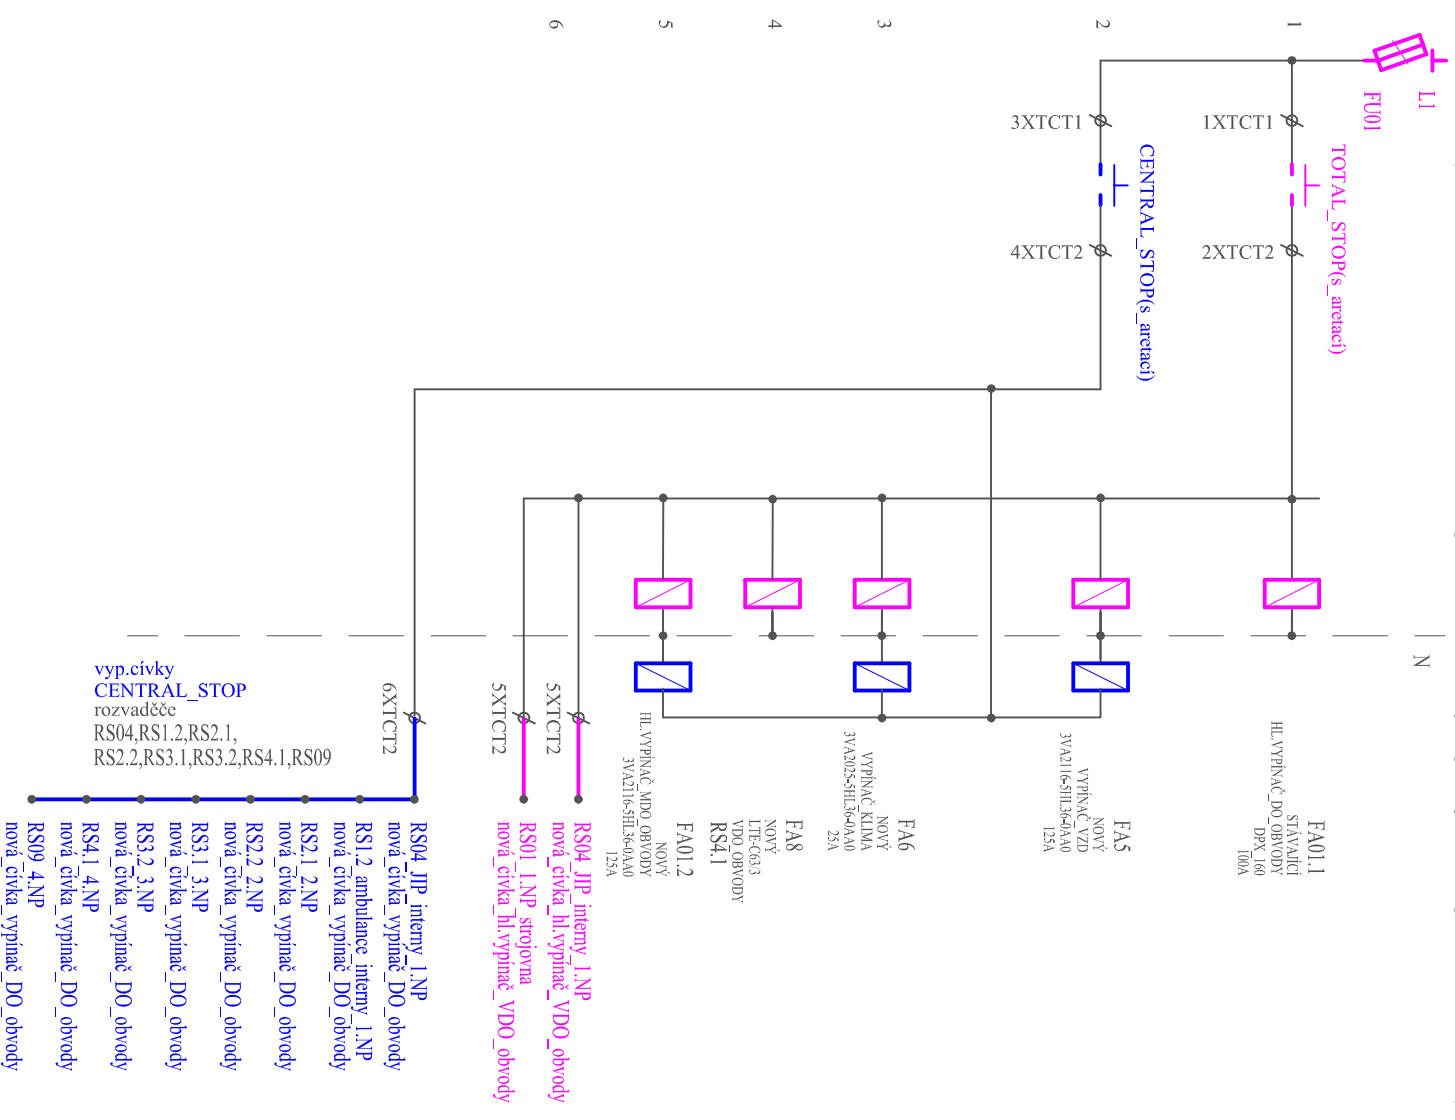 1
2
3
4
5
6
L1
FU01
1XTCT1
TOTAL_STOP(s_aretací)
2XTCT2
3XTCT1
CENTRAL_STOP(s_aretací)
4XTCT2
N
FA01.1
STÁVAJÍCÍ
HL.VYPÍNAČ_DO_OBVODY
DPX_160
100A
FA5
NOVÝ
VYPÍNAČ_VZD
3VA2116-5HL36-0AA0
125A
FA6
NOVÝ
VYPÍNAČ_KLIMA
3VA2025-5HL36-0AA0
25A
FA8
NOVÝ
LTE-C63/3
VDO_OBVODY
RS4.1
FA01.2
NOVÝ
HL.VYPÍNAČ_MDO_OBVODY
3VA2116-5HL36-0AA0
125A
5XTCT2
RS04_JIP_interny_1.NP
nová_cívka_hl.vypínač_VDO_obvody
5XTCT2
RS01_1.NP_strojovna
nová_cívka_hl.vypínač_VDO_obvody
6XTCT2
vyp.cívky
CENTRAL_STOP
rozvaděče
RS04,RS1.2,RS2.1,
RS2.2,RS3.1,RS3.2,RS4.1,RS09
RS04_JIP_interny_1.NP
nová_cívka_vypínač_DO_obvody
RS1.2_ambulance_interny_1.NP
nová_cívka_vypínač_DO_obvody
RS2.1_2.NP
nová_cívka_vypínač_DO_obvody
RS2.2_2.NP
nová_cívka_vypínač_DO_obvody
RS3.1_3.NP
nová_cívka_vypínač_DO_obvody
RS3.2_3.NP
nová_cívka_vypínač_DO_obvody
RS4.1_4.NP
nová_cívka_vypínač_DO_obvody
RS09_4.NP
nová_cívka_vypínač_DO_obvody